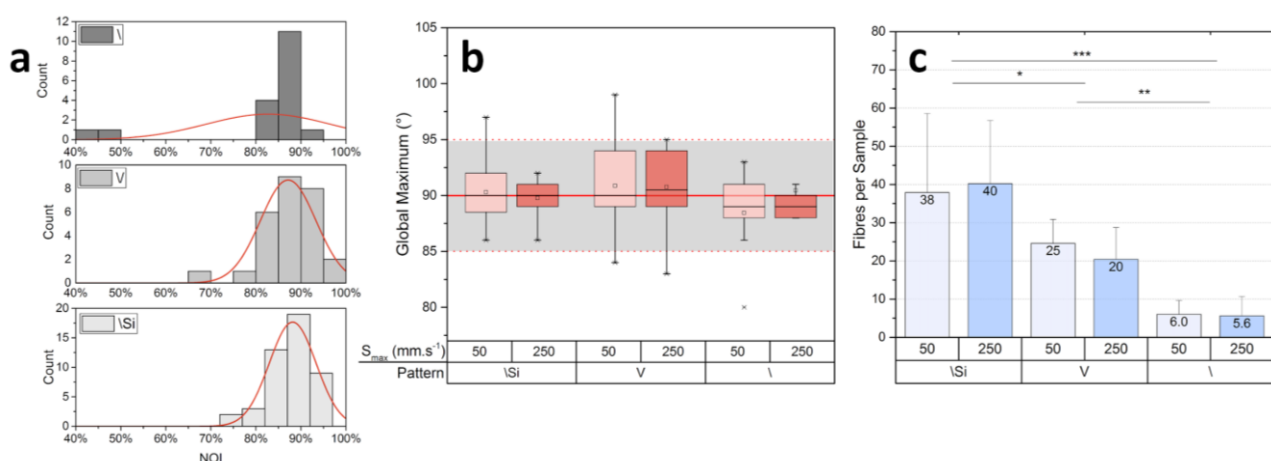 a
\
Count
12
10
8
6
4
2
0
40% 50% 60% 70% 80% 90% 100%
V
Count
10
8
6
4
2
0
40% 50% 60% 70% 80% 90% 100%
\Si
Count
20
15
10
5
0
40% 50% 60% 70% 80% 90% 100%
NOI
b
Global Maximum (°)
105
100
95
90
85
80
Smax (mm.s-1) 50 250 50 250 50 250
Pattern \Si V \
c
Fibres per Sample
80
70
60
50
40
30
20
10
0
***
*
**
38 40 25 20 6.0 5.6
50 250 50 250 50 250
\Si V \